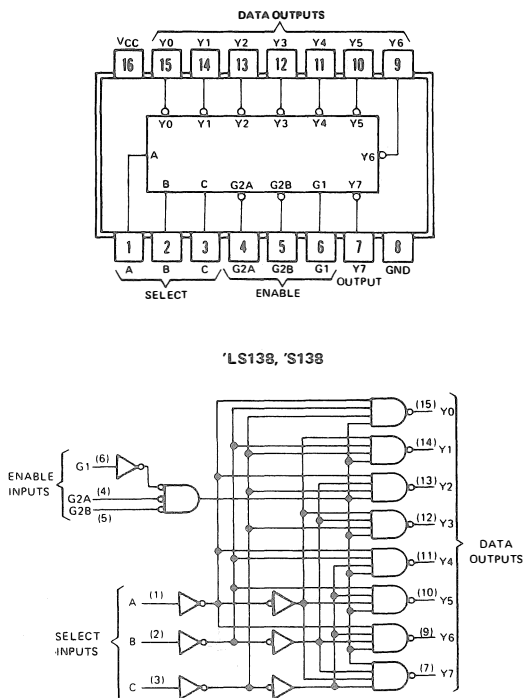 DATA OUTPUTS
VCC Y0 Y1 Y2 Y3 Y4 Y5 Y6
16 15 14 13 12 11 10 9
Y0 Y1 Y2 Y3 Y4 Y5
A Y6
B C G2A G2B G1 Y7
1 2 3 4 5 6 7 8
A B C G2A G2B G1 Y7 GND
OUTPUT
SELECT ENABLE
'LS138, 'S138
(15) Y0
(14) Y1
(13) Y2
(12) Y3
(11) Y4
(10) Y5
(9) Y6
(7) Y7
DATA
OUTPUTS
ENABLE
INPUTS
G1 (6)
G2A (4)
G2B (5)
SELECT
INPUTS
A (1)
B (2)
C (3)